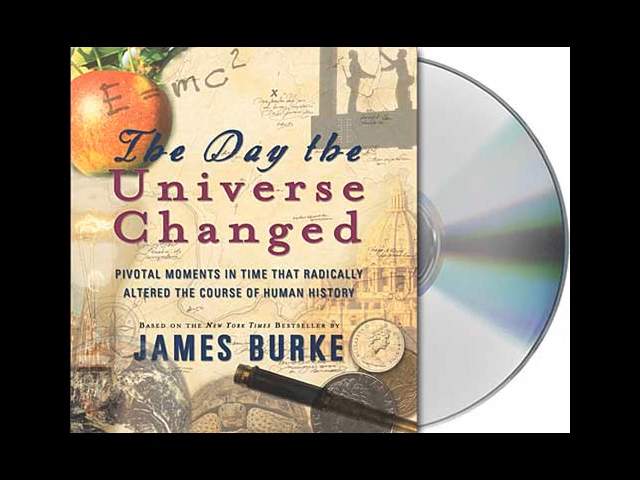 E=mc²
The Day the
Universe
Changed
PIVOTAL MOMENTS IN TIME THAT RADICALLY
ALTERED THE COURSE OF HUMAN HISTORY
BASED ON THE NEW YORK TIMES BESTSELLER BY
JAMES BURKE